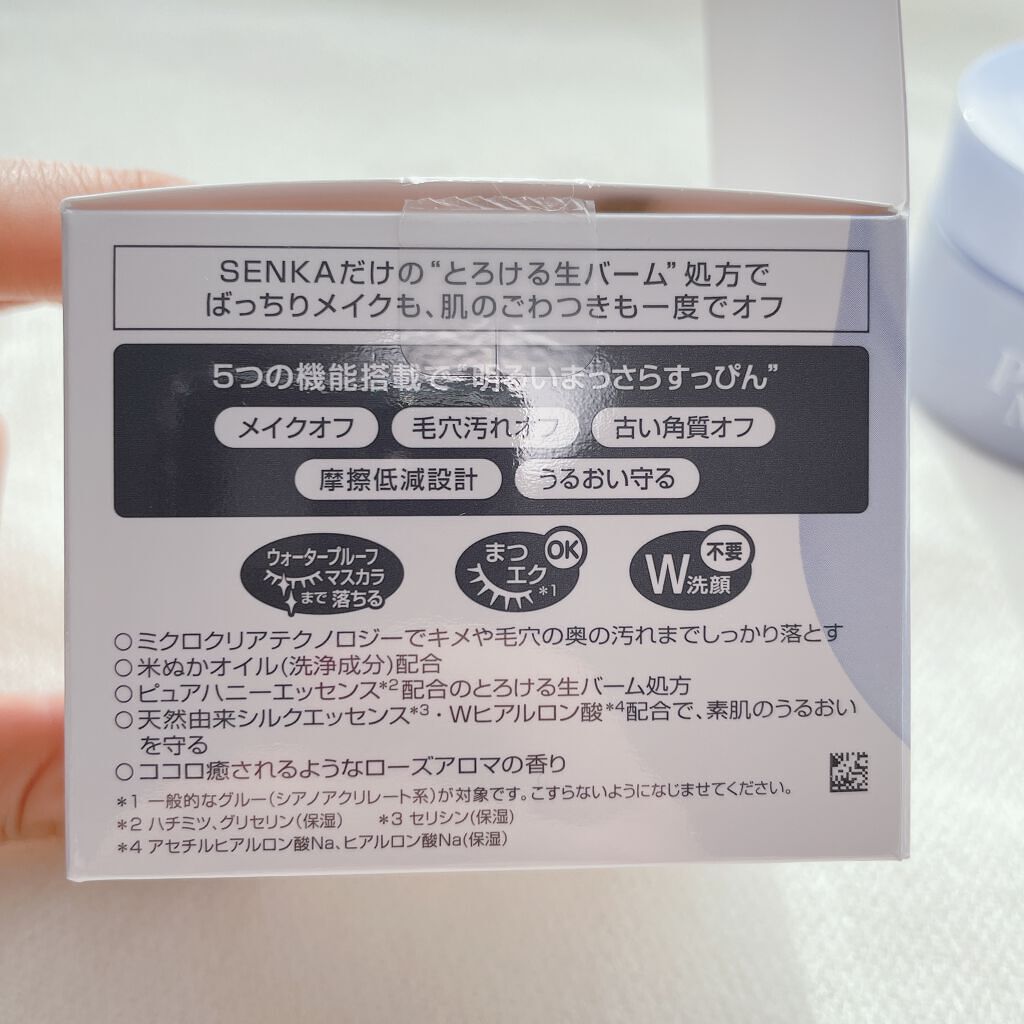 SENKAだけの“とろける生バーム”処方で
ばっちりメイクも、肌のごわつきも一度でオフ
5つの機能搭載で“明るいまっさらすっぴん”
メイクオフ 毛穴汚れオフ 古い角質オフ
摩擦低減設計 うるおい守る
ウォータープルーフ
マスカラ
まで 落ちる
まつ
エク*1
OK
W洗顔
不要
○ミクロクリアテクノロジーでキメや毛穴の奥の汚れまでしっかり落とす
○米ぬかオイル(洗浄成分)配合
○ピュアハニーエッセンス*2配合のとろける生バーム処方
○天然由来シルクエッセンス*3・Wヒアルロン酸*4配合で、素肌のうるおい
を守る
○ココロ癒されるようなローズアロマの香り
*1 一般的なグルー(シアノアクリレート系)が対象です。こすらないようになじませてください。
*2 ハチミツ、グリセリン(保湿) *3 セリシン(保湿)
*4 アセチルヒアルロン酸Na、ヒアルロン酸Na(保湿)